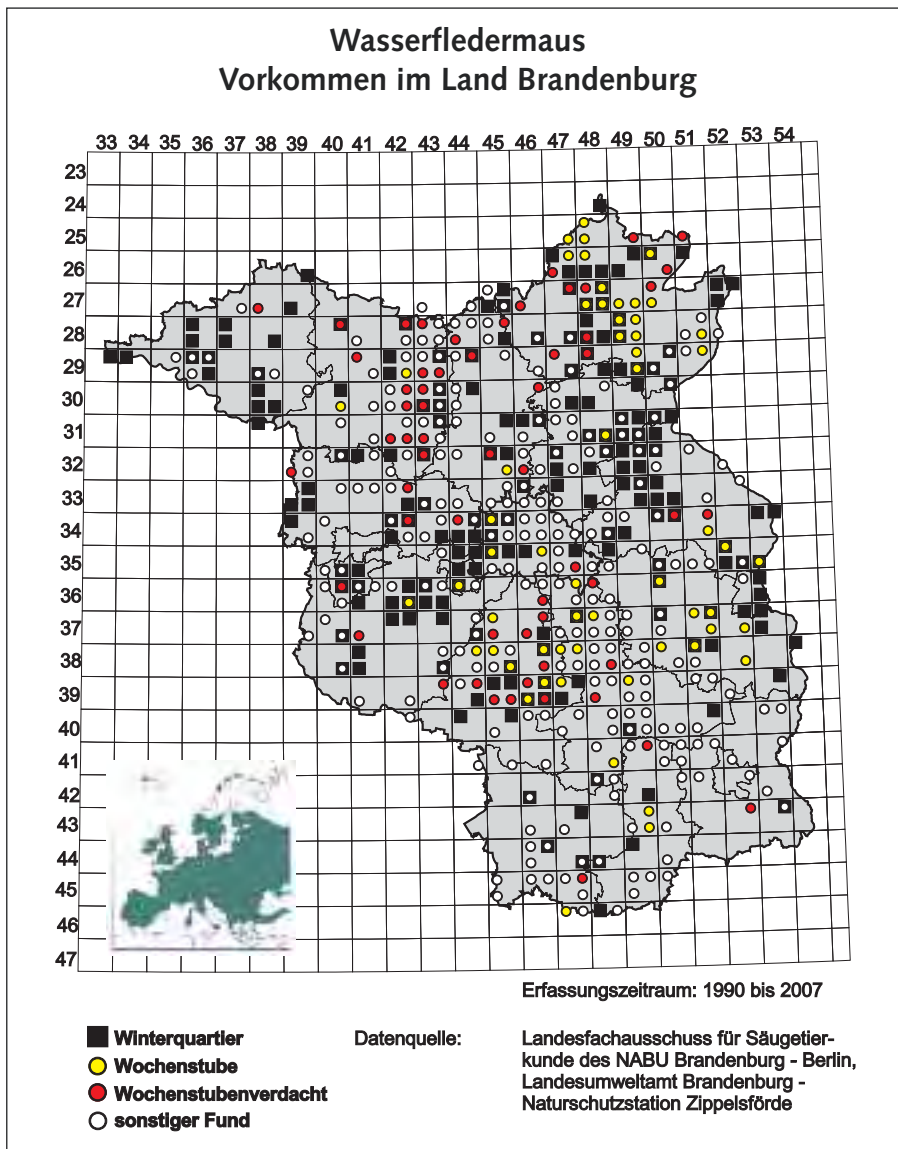 Wasserfledermaus
Vorkommen im Land Brandenburg
33 34 35 36 37 38 39 40 41 42 43 44 45 46 47 48 49 50 51 52 53 54
23
24
25
26
27
28
29
30
31
32
33
34
35
36
37
38
39
40
41
42
43
44
45
46
47
Erfassungszeitraum: 1990 bis 2007
Winterquartier
Wochenstube
Wochenstubenverdacht
sonstiger Fund
Datenquelle:
Landesfachausschuss für Säugetier-
kunde des NABU Brandenburg - Berlin,
Landesumweltamt Brandenburg -
Naturschutzstation Zippelsförde